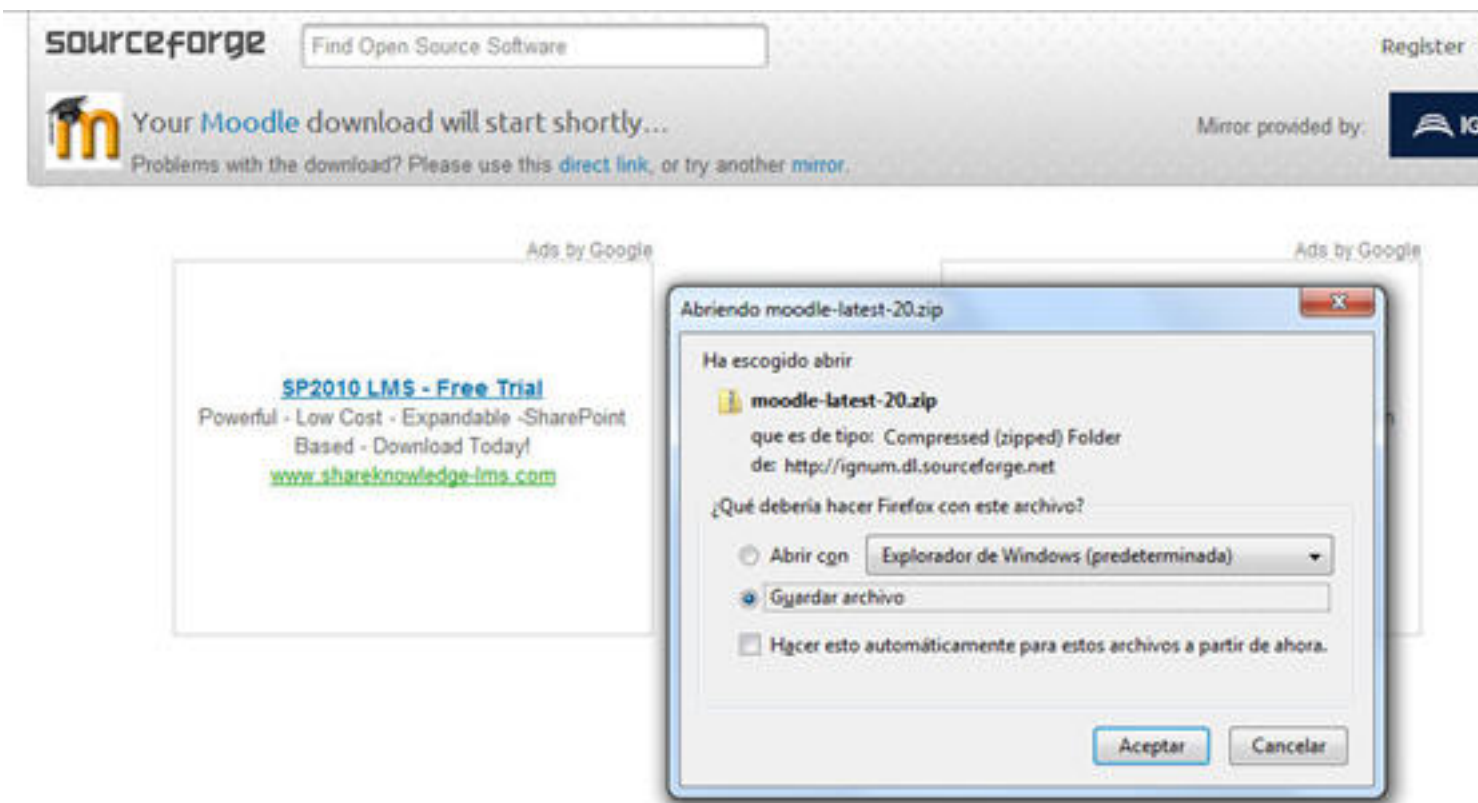 sourceforge
Find Open Source Software
Register
Your Moodle download will start shortly...
Mirror provided by:
Problems with the download? Please use this direct link, or try another mirror.
Ads by Google
SP2010 LMS - Free Trial
Powerful - Low Cost - Expandable -SharePoint
Based - Download Today!
www.shareknowledge-lms.com
Ads by Google
Abriendo moodle-latest-20.zip
Ha escogido abrir
moodle-latest-20.zip
que es de tipo: Compressed (zipped) Folder
de: http://ignum.dl.sourceforge.net
¿Qué debería hacer Firefox con este archivo?
Abrir con
Explorador de Windows (predeterminada)
Guardar archivo
Hacer esto automáticamente para estos archivos a partir de ahora.
Aceptar
Cancelar